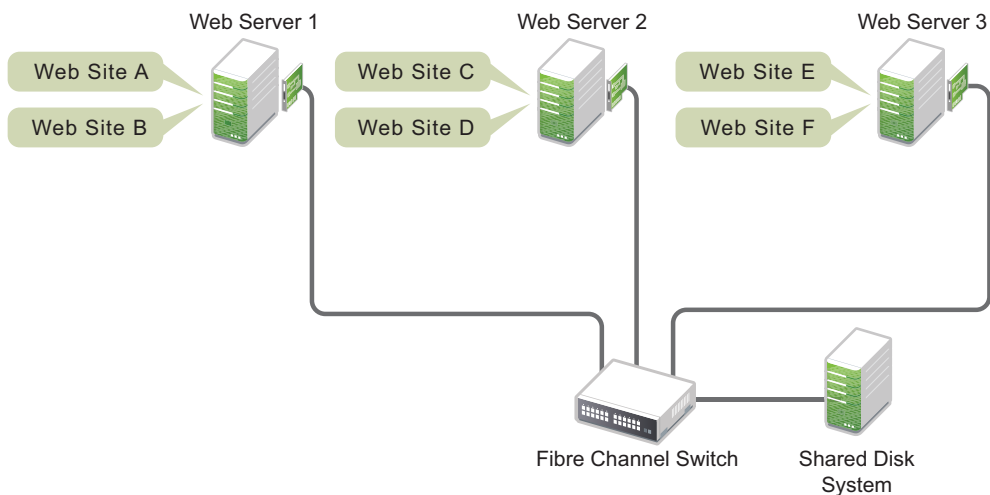 Web Server 1
Web Server 2
Web Server 3
Web Site A
Web Site C
Web Site E
Web Site B
Web Site D
Web Site F
Fibre Channel Switch
Shared Disk
System